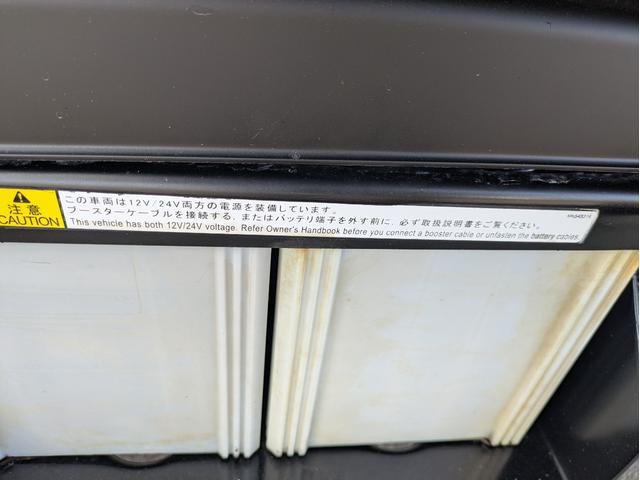 注意
CAUTION
この車両は12V/24V両方の電源を装備しています。
ブースターケーブルを接続する、またはバッテリ端子を外す前に、必ず取扱説明書をご覧ください。
This vehicle has both 12V/24V voltage. Refer Owner's Handbook before you connect a booster cable or unfasten the battery cables.